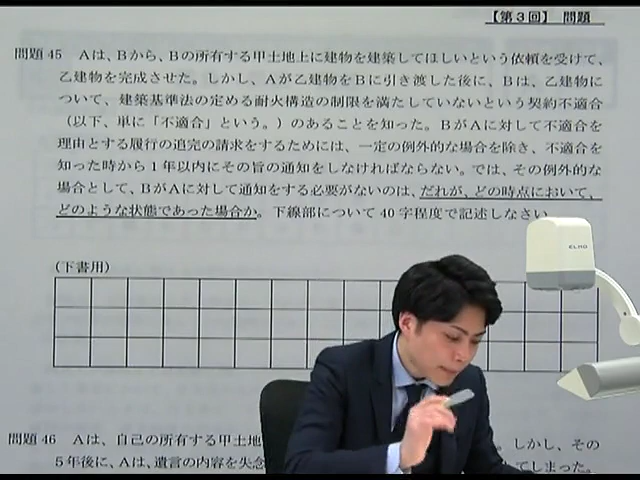 【第3回】 問題
問題45 Aは、Bから、Bの所有する甲土地上に建物を建築してほしいという依頼を受けて、
乙建物を完成させた。しかし、Aが乙建物をBに引き渡した後に、Bは、乙建物に
ついて、建築基準法の定める耐火構造の制限を満たしていないという契約不適合
(以下、単に「不適合」という。)のあることを知った。BがAに対して不適合を
理由とする履行の追完の請求をするためには、一定の例外的な場合を除き、不適合を
知った時から1年以内にその旨の通知をしなければならない。では、その例外的な
場合として、BがAに対して通知をする必要がないのは、だれが、どの時点において、
どのような状態であった場合か。下線部について40字程度で記述しなさい。
(下書用)
ELMO
問題46 Aは、自己の所有する甲土地 。しかし、その
5年後に、Aは、遺言の内容を失念 てしまった。